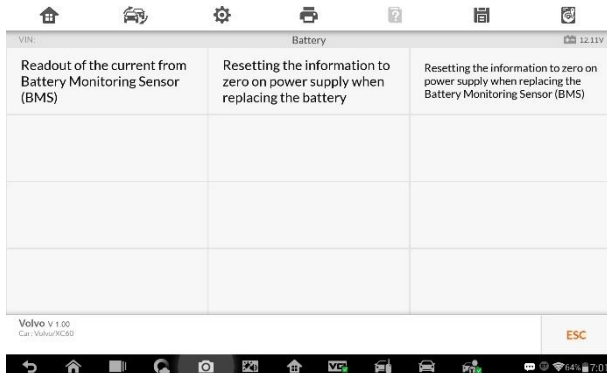 VIN:
Battery
12.11V
Readout of the current from
Battery Monitoring Sensor
(BMS)
Resetting the information to
zero on power supply when
replacing the battery
Resetting the information to zero on
power supply when replacing the
Battery Monitoring Sensor (BMS)
Volvo V 1.00
Car: Volvo/XC60
ESC
64% 7:01